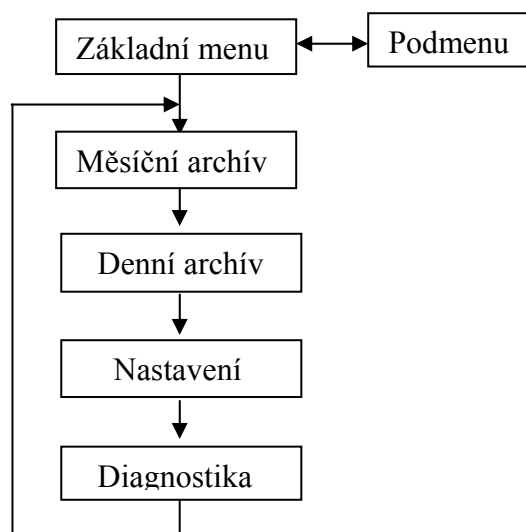 Základní menu
Podmenu
Měsíční archív
Denní archív
Nastavení
Diagnostika